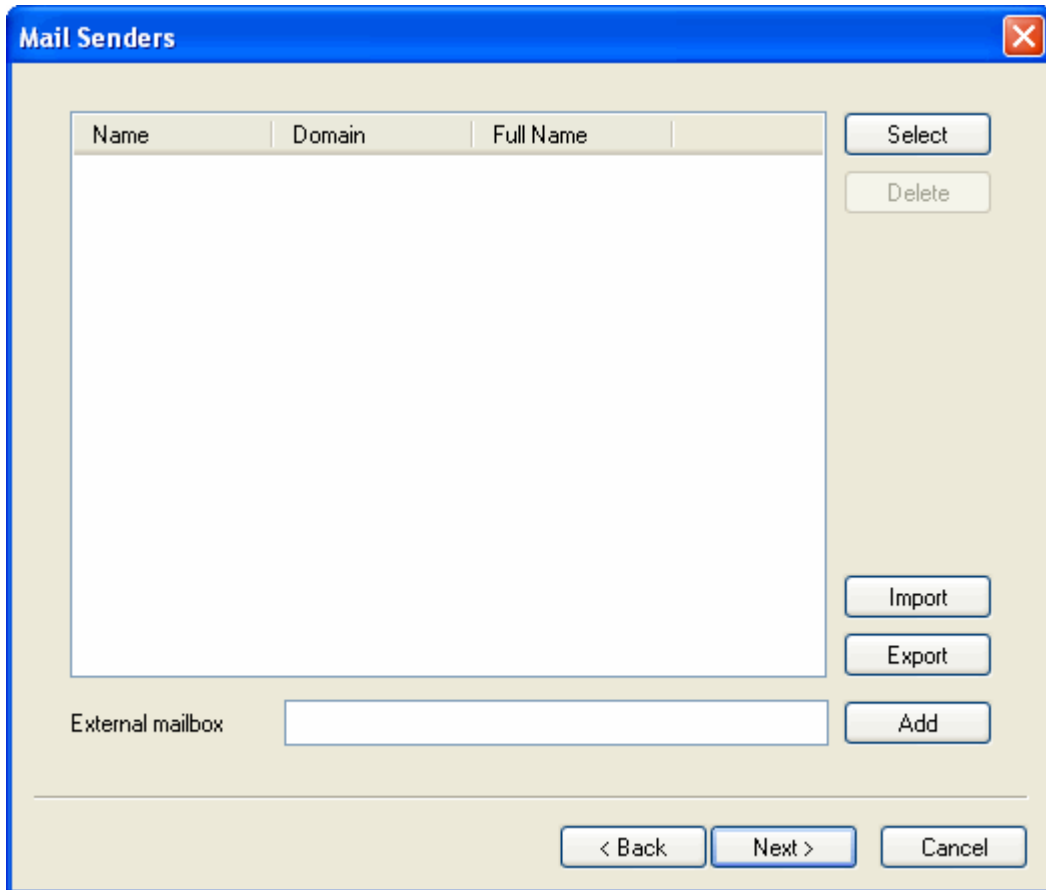 Mail Senders
Name Domain Full Name
Select
Delete
Import
Export
External mailbox
Add
< Back Next > Cancel